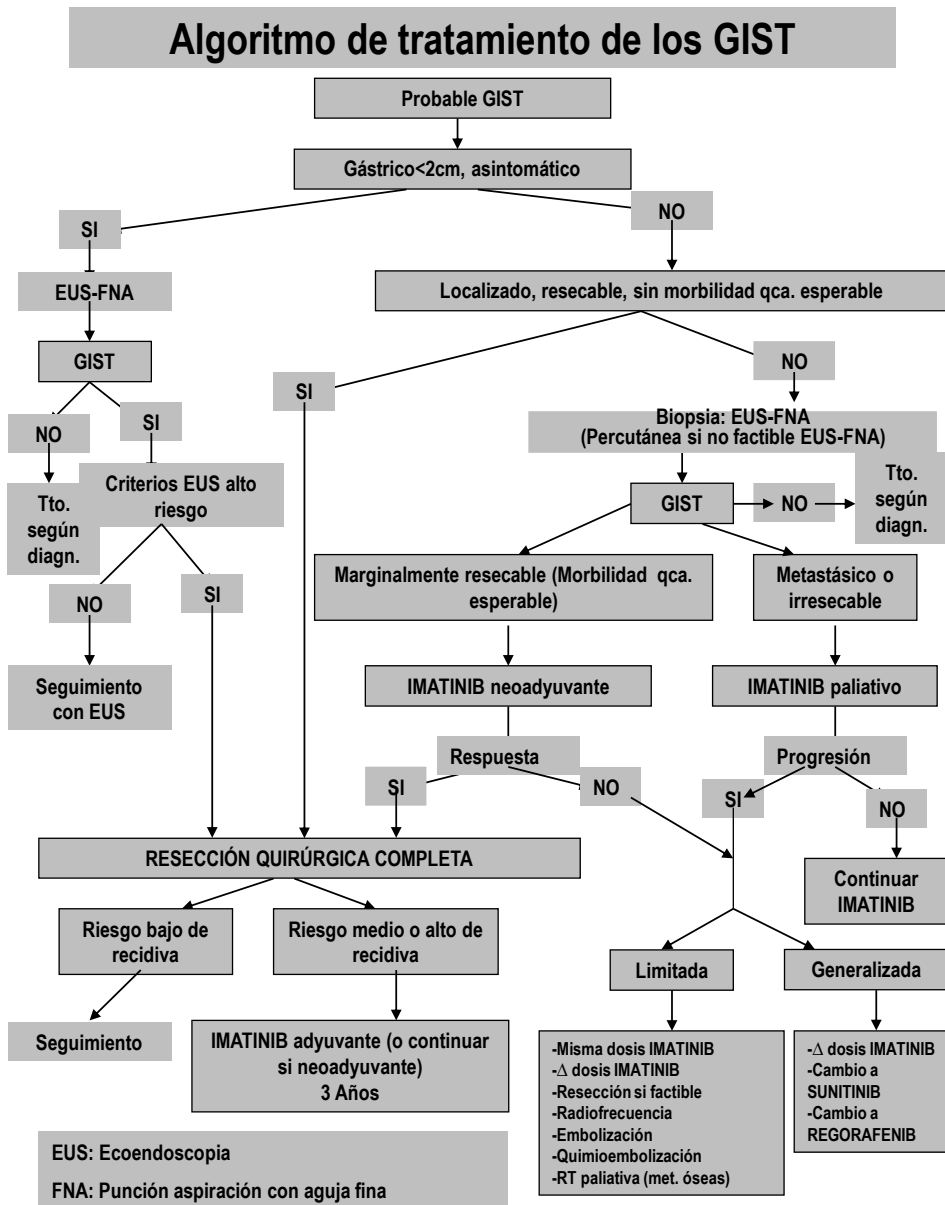 Algoritmo de tratamiento de los GIST
Probable GIST
Gástrico<2cm, asintomático
SI
NO
EUS-FNA
Localizado, resecable, sin morbilidad qca. esperable
GIST
SI
NO
NO
SI
Biopsia: EUS-FNA
(Percutánea si no factible EUS-FNA)
Criterios EUS alto
riesgo
Tto.
según
diagn.
GIST
NO
Tto.
según
diagn.
NO
SI
Marginalmente resecable (Morbilidad qca.
esperable)
Metastásico o
irresecable
Seguimiento
con EUS
IMATINIB neoadyuvante
IMATINIB paliativo
Respuesta
Progresión
SI
NO
SI
NO
RESECCIÓN QUIRÚRGICA COMPLETA
Continuar
IMATINIB
Riesgo bajo de
recidiva
Riesgo medio o alto de
recidiva
Limitada
Generalizada
Seguimiento
IMATINIB adyuvante (o continuar
si neoadyuvante)
3 Años
-Misma dosis IMATINIB
-Δ dosis IMATINIB
-Resección si factible
-Radiofrecuencia
-Embolización
-Quimioembolización
-RT paliativa (met. óseas)
-Δ dosis IMATINIB
-Cambio a
SUNITINIB
-Cambio a
REGORAFENIB
EUS: Ecoendoscopia
FNA: Punción aspiración con aguja fina